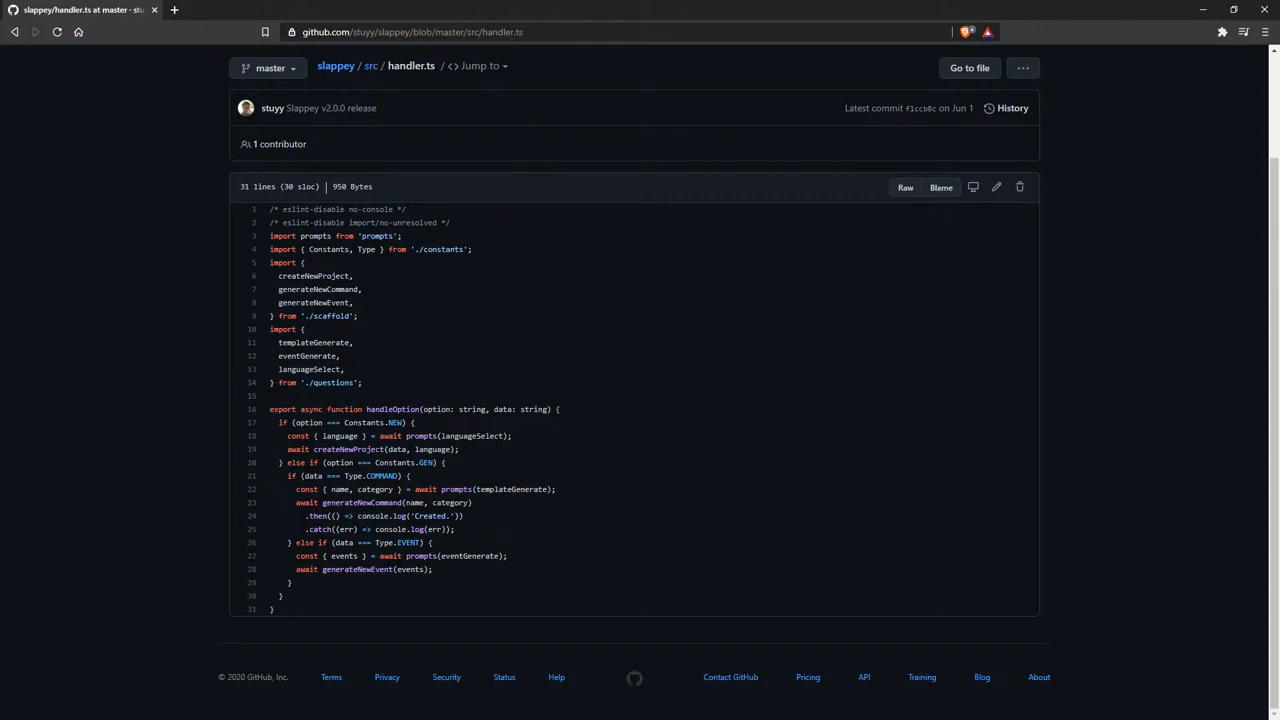 slappey/handler.ts at master · stu
github.com/stuyy/slappey/blob/master/src/handler.ts
master
slappey / src / handler.ts / <> Jump to
Go to file
...
stuyy Slappey v2.0.0 release
Latest commit f1ccb8c on Jun 1
History
1 contributor
31 lines (30 sloc) | 950 Bytes
Raw
Blame
1 /* eslint-disable no-console */
2 /* eslint-disable import/no-unresolved */
3 import prompts from 'prompts';
4 import { Constants, Type } from './constants';
5 import {
6 createNewProject,
7 generateNewCommand,
8 generateNewEvent,
9 } from './scaffold';
10 import {
11 templateGenerate,
12 eventGenerate,
13 languageSelect,
14 } from './questions';
15
16 export async function handleOption(option: string, data: string) {
17 if (option === Constants.NEW) {
18 const { language } = await prompts(languageSelect);
19 await createNewProject(data, language);
20 } else if (option === Constants.GEN) {
21 if (data === Type.COMMAND) {
22 const { name, category } = await prompts(templateGenerate);
23 await generateNewCommand(name, category)
24 .then(() => console.log('Created.'))
25 .catch((err) => console.log(err));
26 } else if (data === Type.EVENT) {
27 const { events } = await prompts(eventGenerate);
28 await generateNewEvent(events);
29 }
30 }
31 }
© 2020 GitHub, Inc.
Terms
Privacy
Security
Status
Help
Contact GitHub
Pricing
API
Training
Blog
About